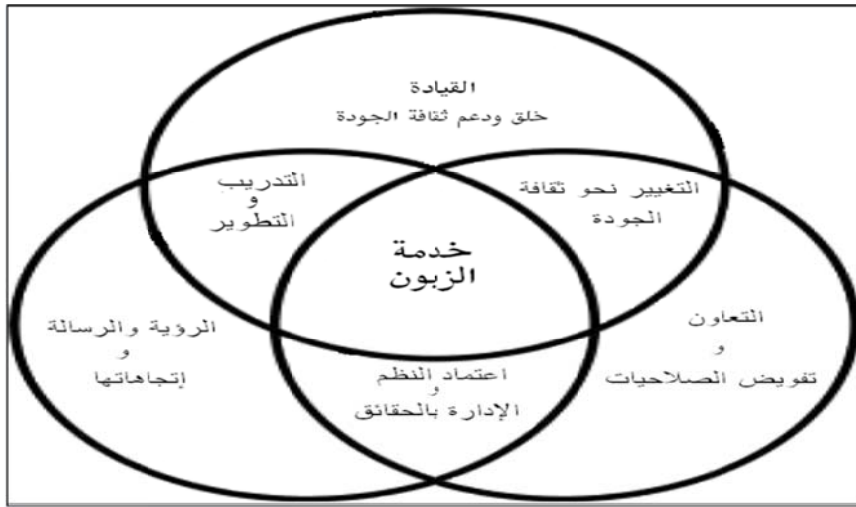 القيادة
خلق ودعم ثقافة الجودة
التغيير نحو ثقافة
الجودة
التدريب
و
التطوير
خدمة
الزبون
التعاون
و
تفويض الصلاحيات
الرؤية والرسالة
و
إتجاهاتها
اعتماد النظم
و
الإدارة بالحقائق